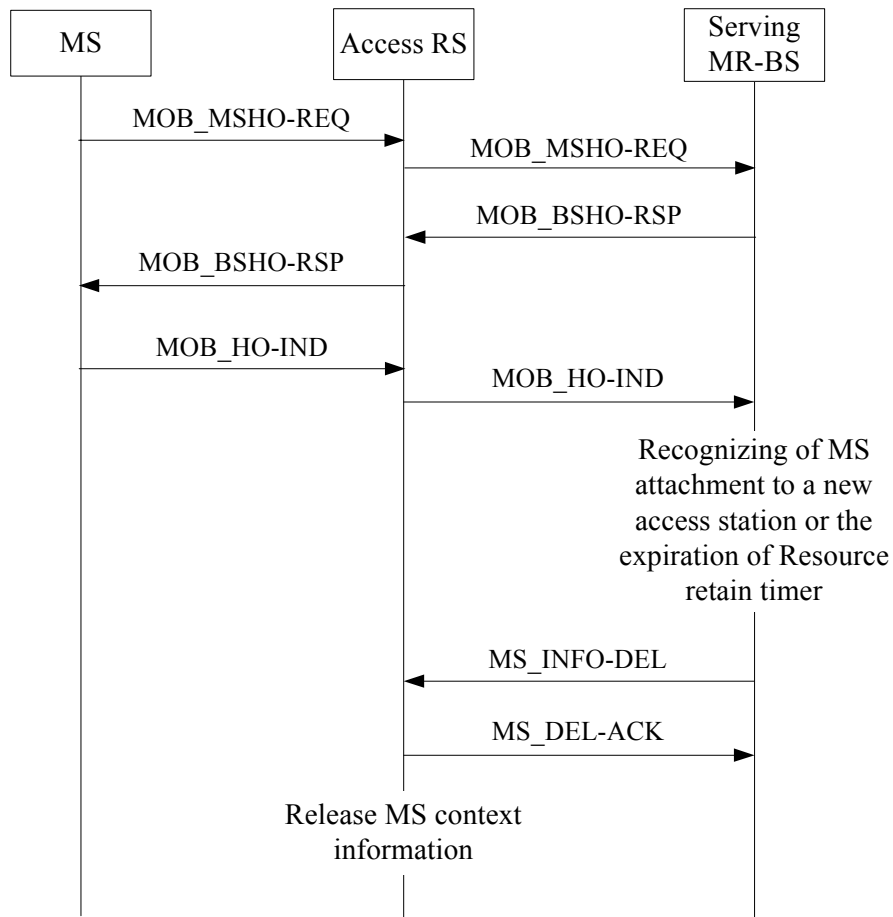 MS
Access RS
Serving
MR-BS
MOB_MSHO-REQ
MOB_MSHO-REQ
MOB_BSHO-RSP
MOB_BSHO-RSP
MOB_HO-IND
MOB_HO-IND
Recognizing of MS
attachment to a new
access station or the
expiration of Resource
retain timer
MS_INFO-DEL
MS_DEL-ACK
Release MS context
information